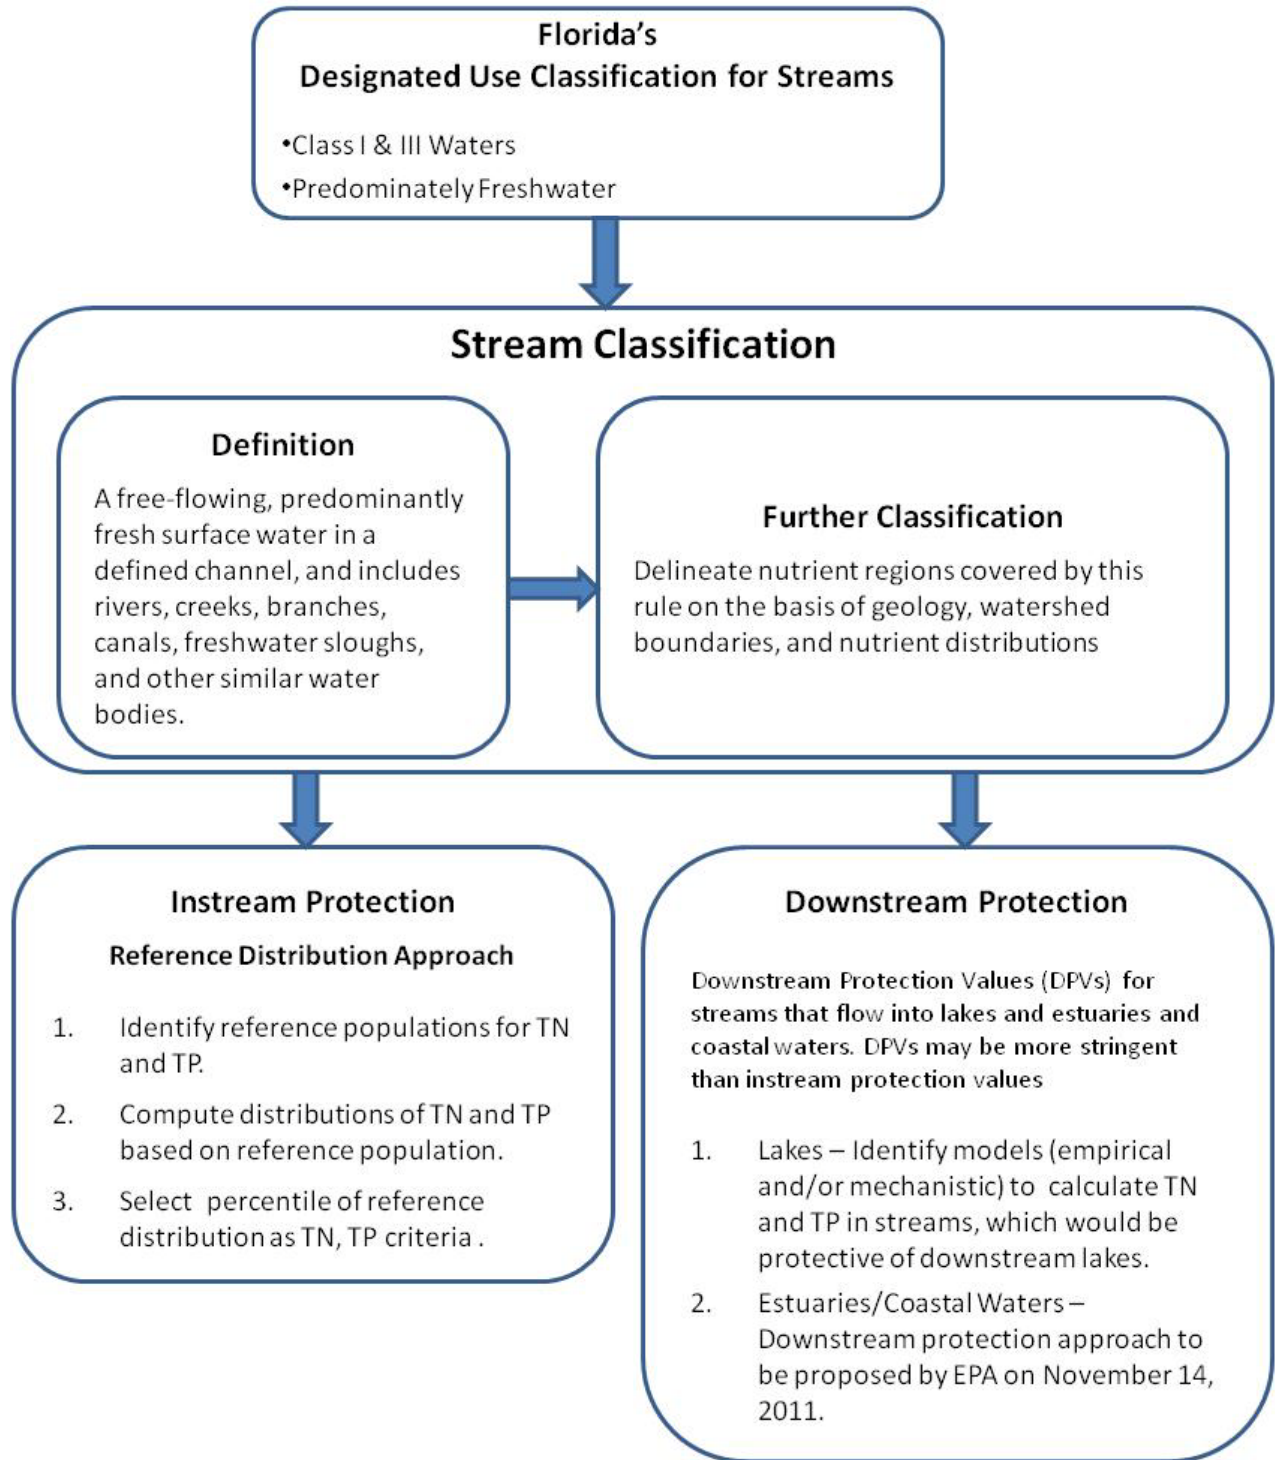 Florida’s
Designated Use Classification for Streams
•Class I & III Waters
•Predominately Freshwater
Stream Classification
Definition
A free-flowing, predominantly
fresh surface water in a
defined channel, and includes
rivers, creeks, branches,
canals, freshwater sloughs,
and other similar water
bodies.
Further Classification
Delineate nutrient regions covered by this
rule on the basis of geology, watershed
boundaries, and nutrient distributions
Instream Protection
Reference Distribution Approach
1. Identify reference populations for TN
and TP.
2. Compute distributions of TN and TP
based on reference population.
3. Select percentile of reference
distribution as TN, TP criteria .
Downstream Protection
Downstream Protection Values (DPVs) for
streams that flow into lakes and estuaries and
coastal waters. DPVs may be more stringent
than instream protection values
1. Lakes – Identify models (empirical
and/or mechanistic) to calculate TN
and TP in streams, which would be
protective of downstream lakes.
2. Estuaries/Coastal Waters –
Downstream protection approach to
be proposed by EPA on November 14,
2011.